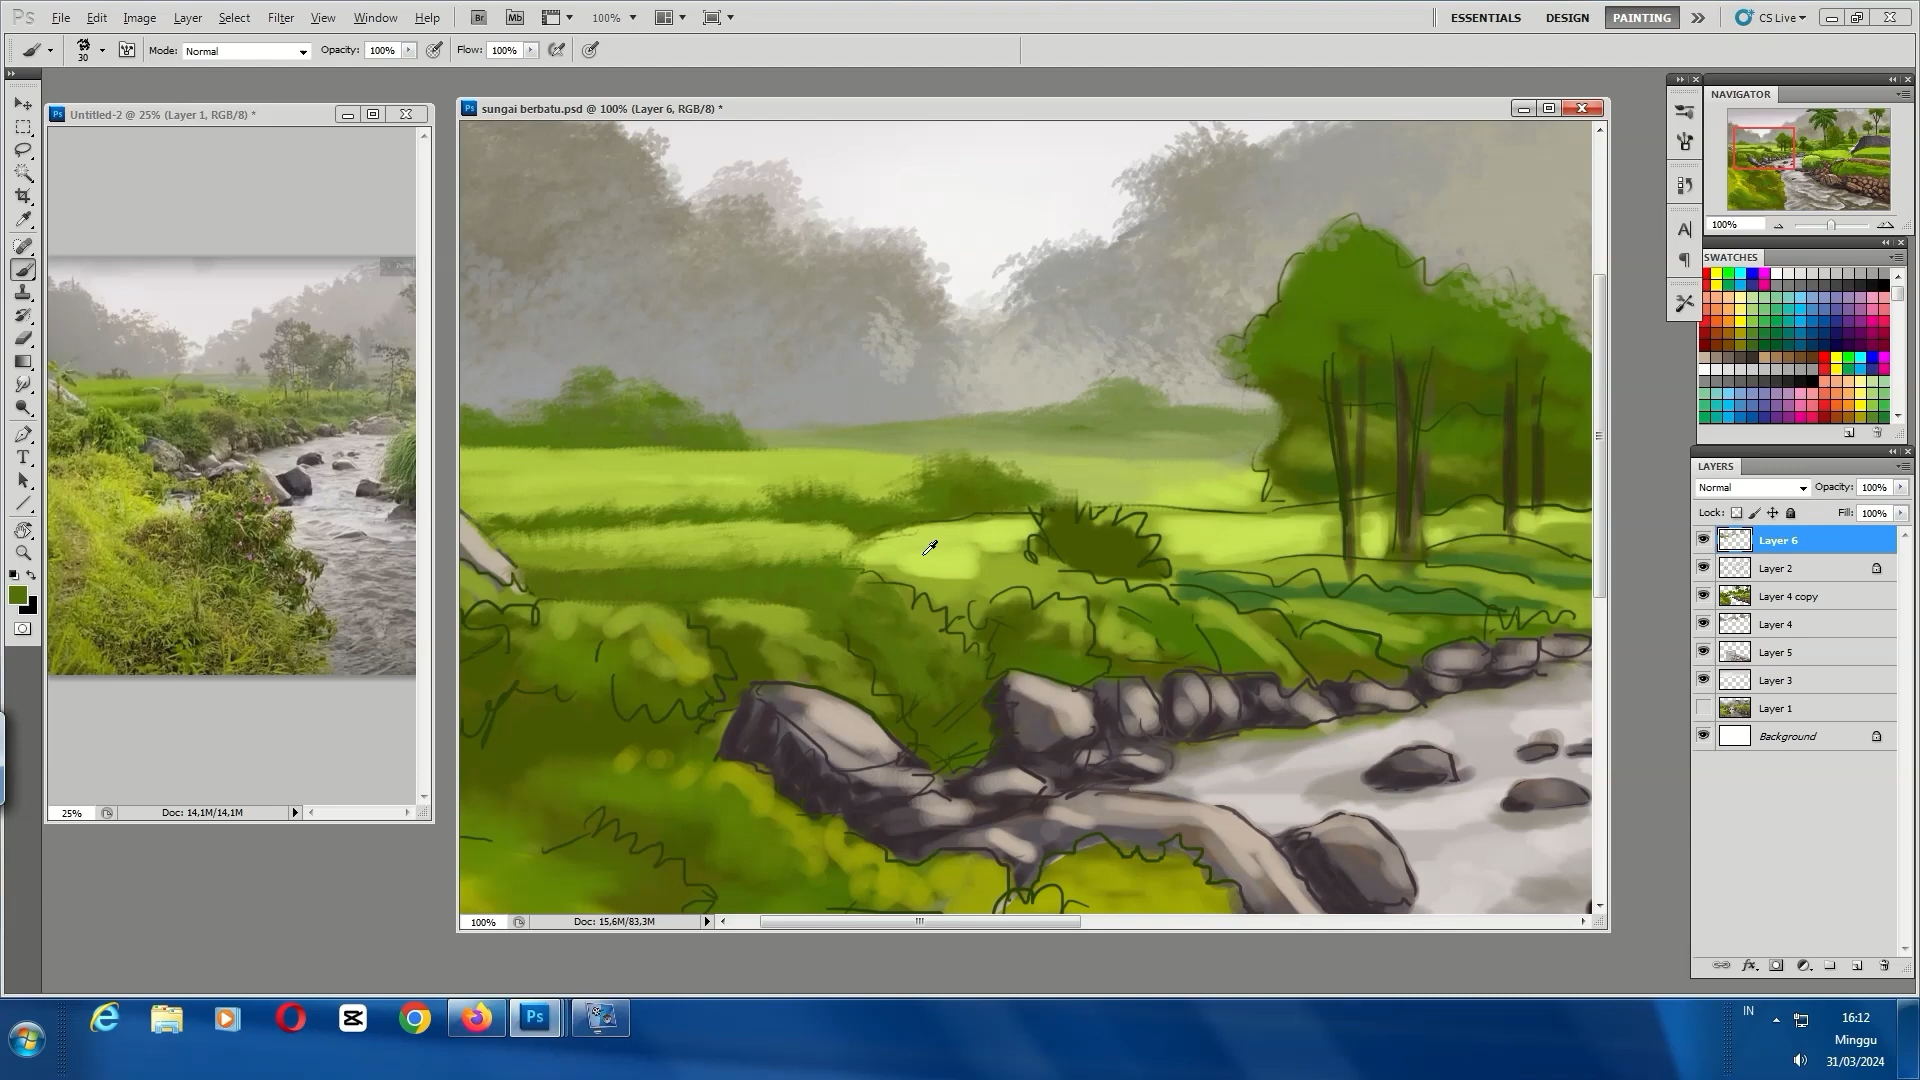 Ps File Edit Image Layer Select Filter View Window Help Br Mb 100% ESSENTIALS DESIGN PAINTING CS Live
30 Mode: Normal Opacity: 100% Flow: 100%
Ps Untitled-2 @ 25% (Layer 1, RGB/8) *
25% Doc: 14,1M/14,1M
Ps sungai berbatu.psd @ 100% (Layer 6, RGB/8) *
100% Doc: 15,6M/83,3M
NAVIGATOR
100%
SWATCHES
LAYERS
Normal Opacity: 100%
Lock: Fill: 100%
Layer 6
Layer 2
Layer 4 copy
Layer 4
Layer 5
Layer 3
Layer 1
Background
Ps
IN
16:12
Minggu
31/03/2024